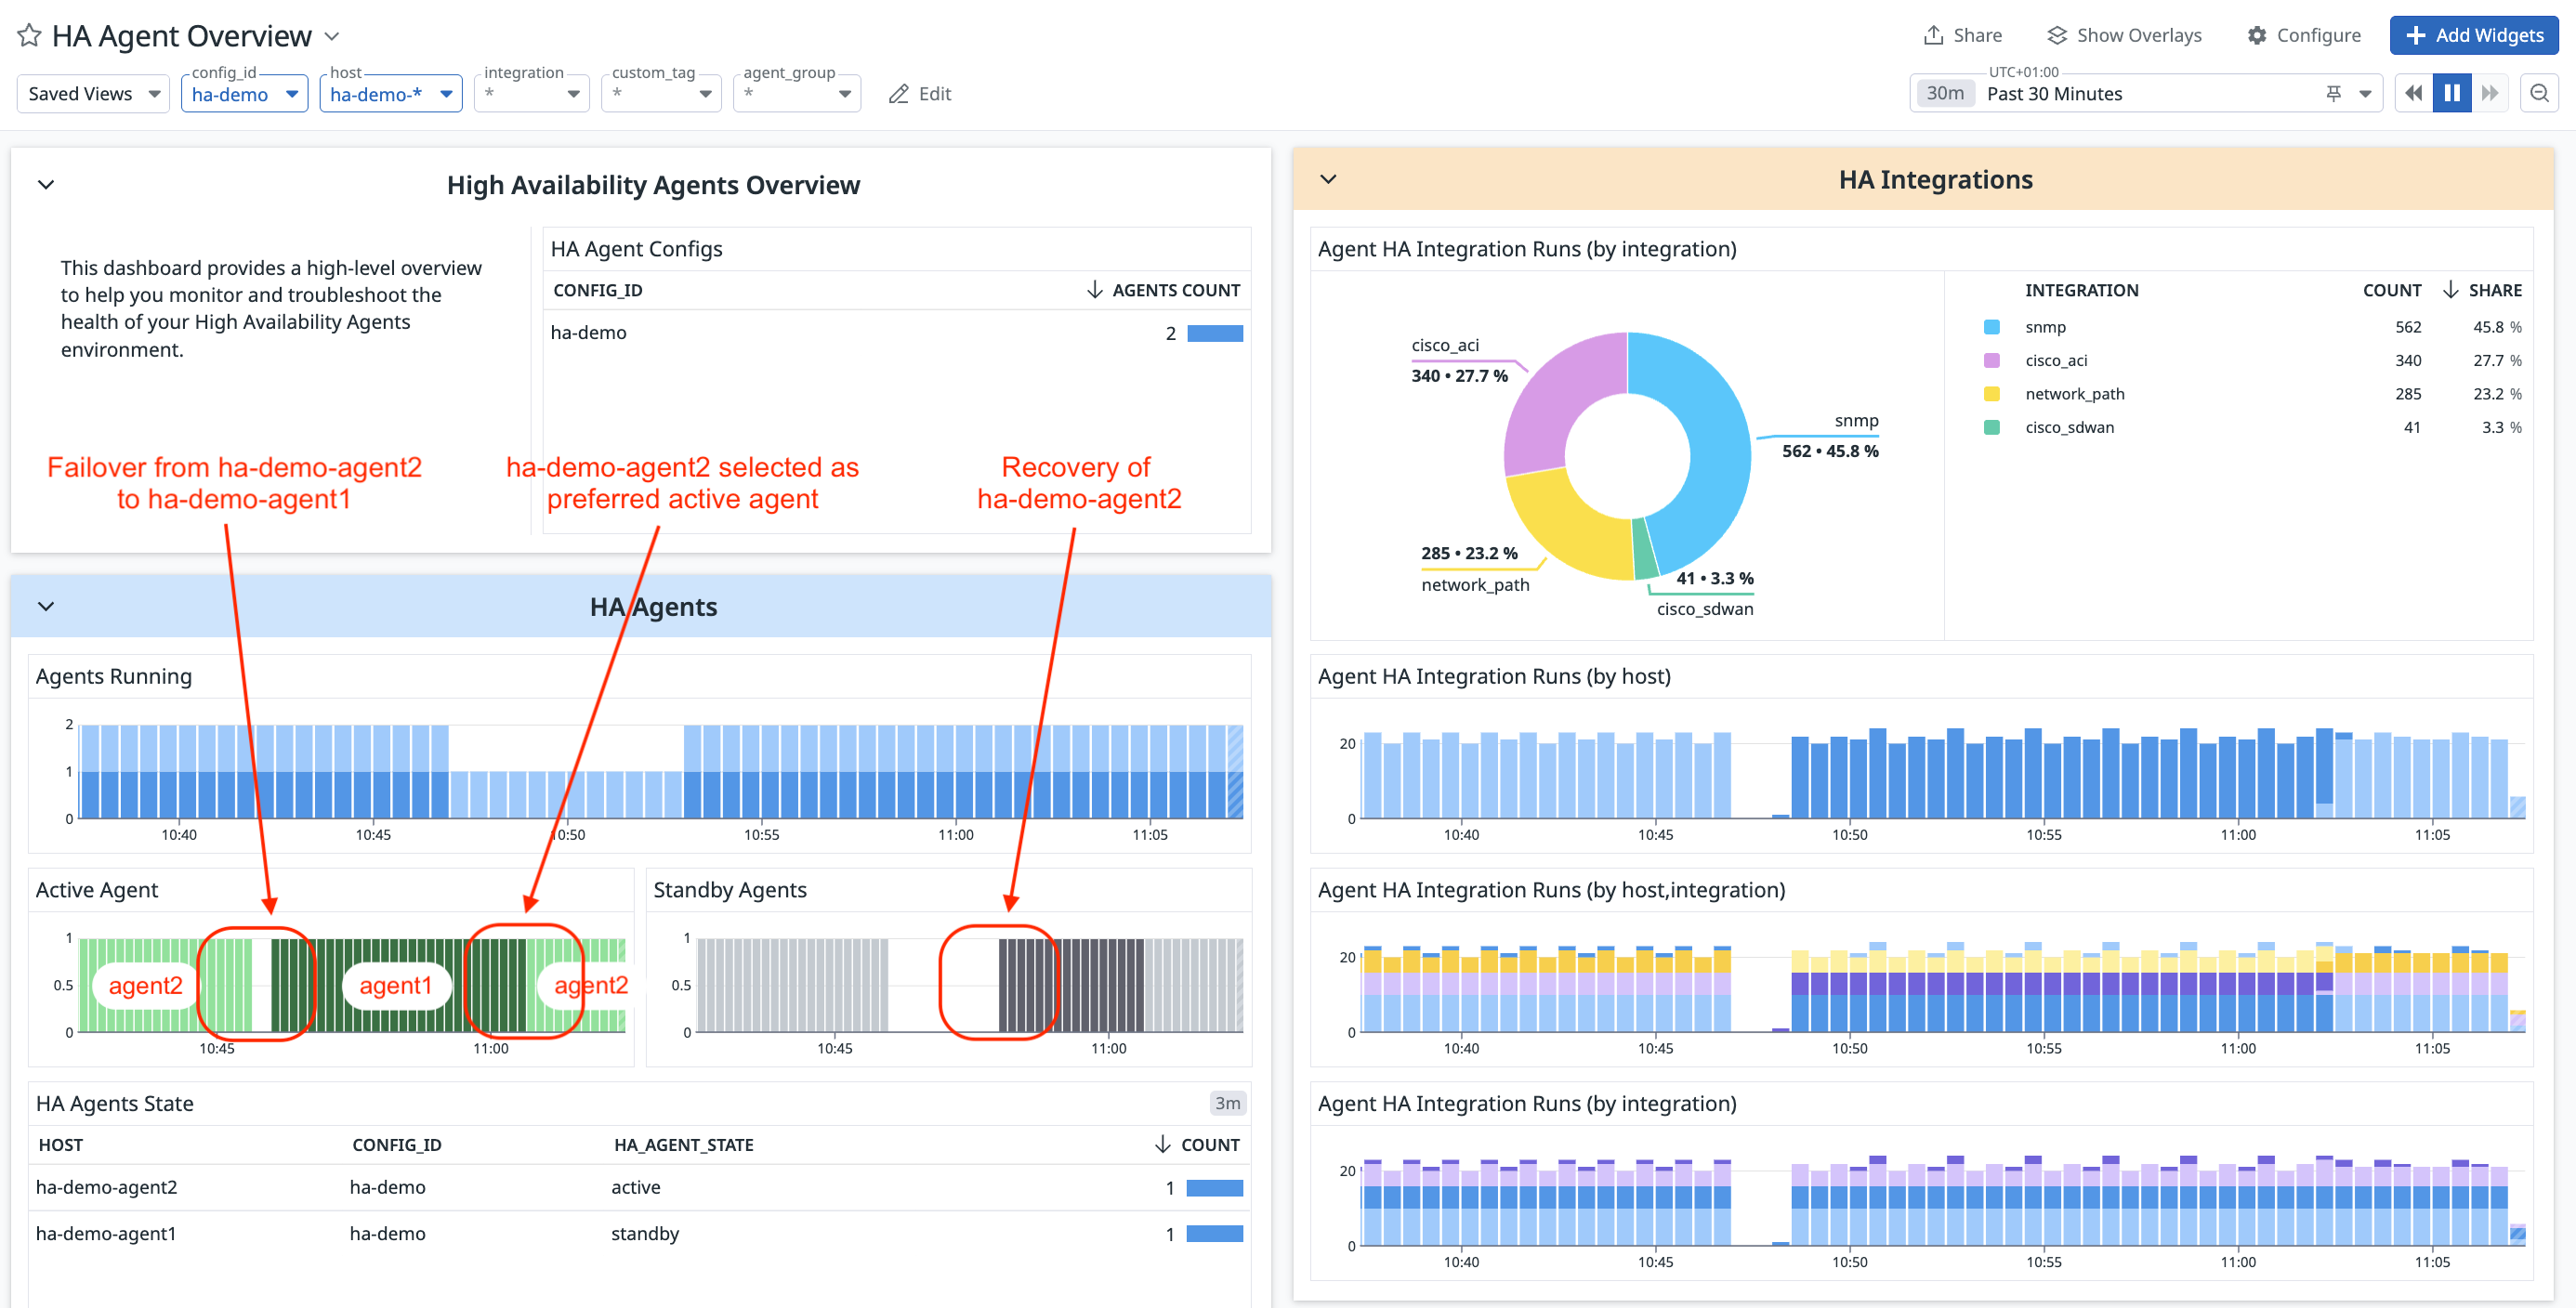 HA Agent Overview
Share
Show Overlays
Configure
Add Widgets
Saved Views
config_id
ha-demo
host
ha-demo-*
integration
*
custom_tag
*
agent_group
*
Edit
UTC+01:00
30m
Past 30 Minutes
High Availability Agents Overview
This dashboard provides a high-level overview
to help you monitor and troubleshoot the
health of your High Availability Agents
environment.
HA Agent Configs
CONFIG_ID
AGENTS COUNT
ha-demo
2
Failover from ha-demo-agent2
to ha-demo-agent1
ha-demo-agent2 selected as
preferred active agent
Recovery of
ha-demo-agent2
HA Agents
Agents Running
2
1
0
10:40
10:45
10:50
10:55
11:00
11:05
Active Agent
1
0.5
0
agent2
agent1
agent2
10:45
11:00
Standby Agents
1
0.5
0
10:45
11:00
HA Agents State
3m
HOST
CONFIG_ID
HA_AGENT_STATE
COUNT
ha-demo-agent2
ha-demo
active
1
ha-demo-agent1
ha-demo
standby
1
HA Integrations
Agent HA Integration Runs (by integration)
cisco_aci
340 • 27.7 %
snmp
562 • 45.8 %
285 • 23.2 %
network_path
41 • 3.3 %
cisco_sdwan
INTEGRATION
COUNT
SHARE
snmp
562
45.8 %
cisco_aci
340
27.7 %
network_path
285
23.2 %
cisco_sdwan
41
3.3 %
Agent HA Integration Runs (by host)
20
0
10:40
10:45
10:50
10:55
11:00
11:05
Agent HA Integration Runs (by host,integration)
20
0
10:40
10:45
10:50
10:55
11:00
11:05
Agent HA Integration Runs (by integration)
20
0
10:40
10:45
10:50
10:55
11:00
11:05